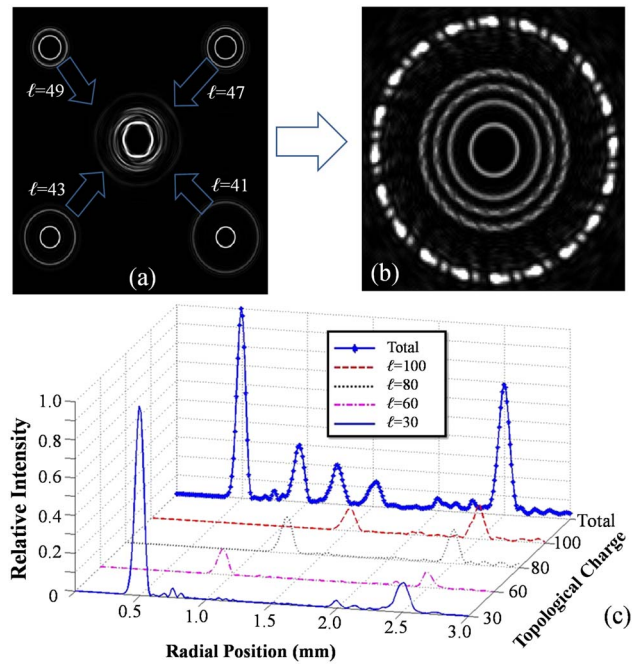 ℓ=49
ℓ=47
ℓ=43
ℓ=41
(a)
(b)
Total
ℓ=100
ℓ=80
ℓ=60
ℓ=30
1.0
0.8
0.6
0.4
0.2
0
Relative Intensity
0.5
1.0
1.5
2.0
2.5
3.0
Radial Position (mm)
Total
100
80
60
30
Topological Charge
(c)